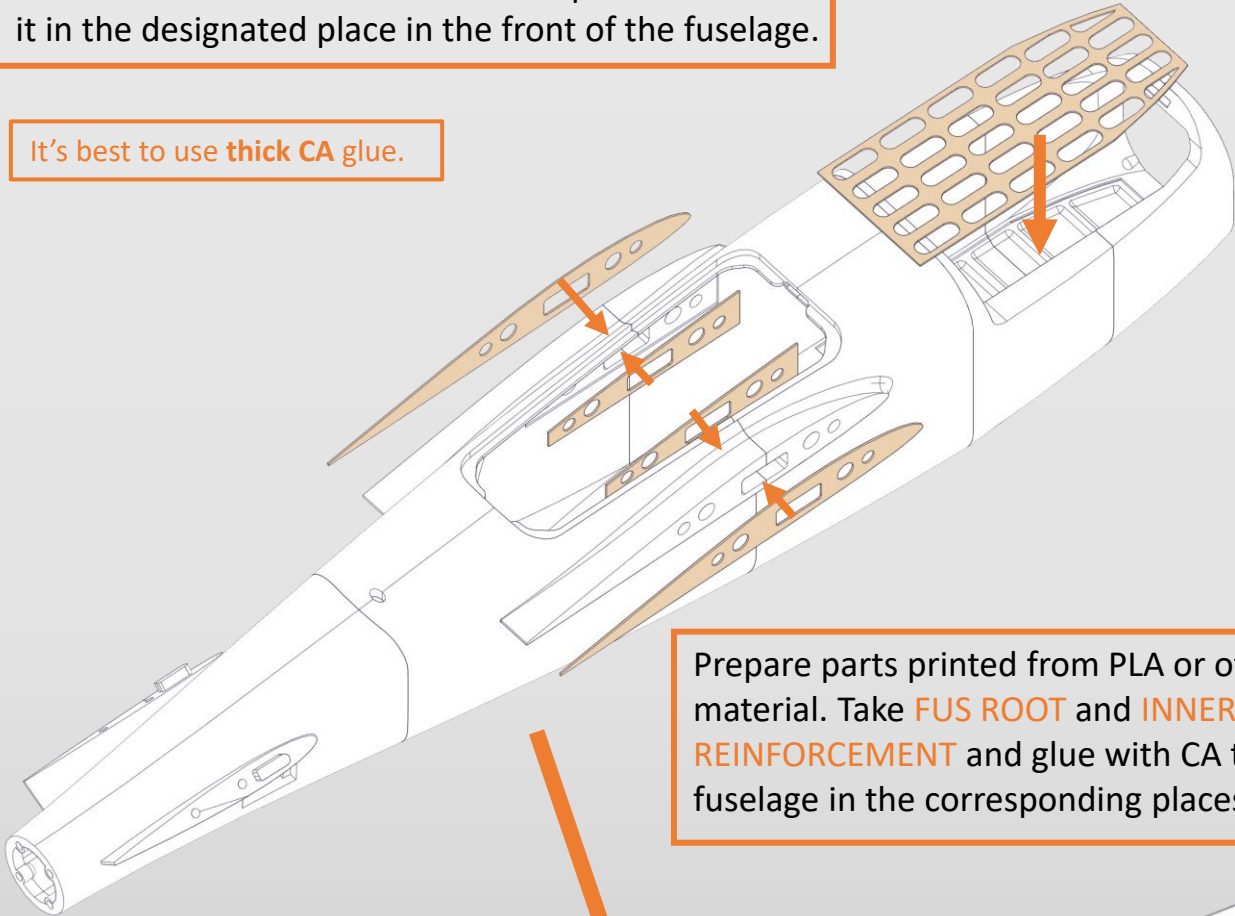 it in the designated place in the front of the fuselage.
It's best to use thick CA glue.
Prepare parts printed from PLA or
material. Take FUS ROOT and INNER
REINFORCEMENT and glue with CA
fuselage in the corresponding places